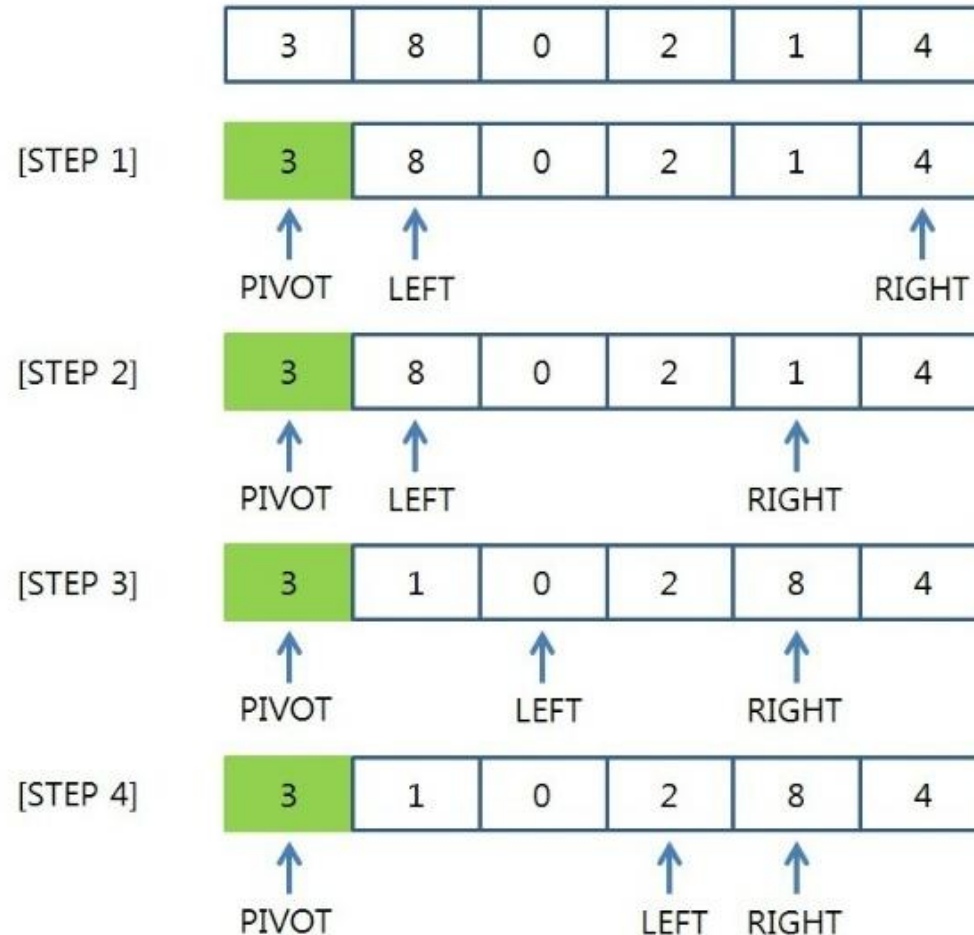 3 8 0 2 1 4
[STEP 1] 3 8 0 2 1 4
PIVOT LEFT RIGHT
[STEP 2] 3 8 0 2 1 4
PIVOT LEFT RIGHT
[STEP 3] 3 1 0 2 8 4
PIVOT LEFT RIGHT
[STEP 4] 3 1 0 2 8 4
PIVOT LEFT RIGHT